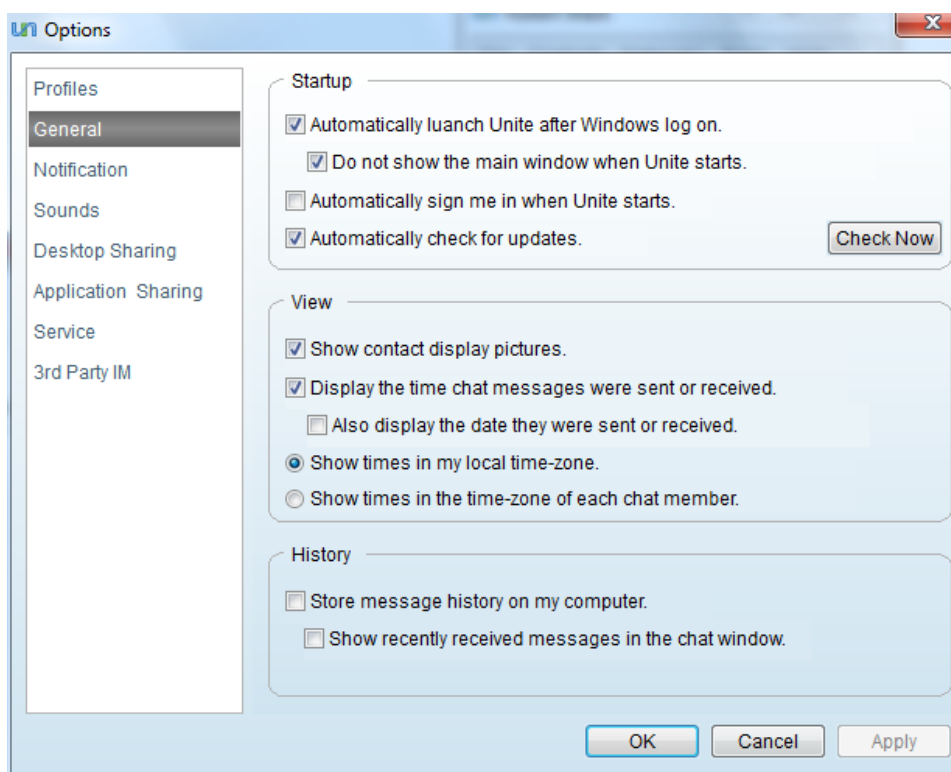 un Options
Profiles
General
Notification
Sounds
Desktop Sharing
Application  Sharing
Service
3rd Party IM
Startup
Automatically luanch Unite after Windows log on.
Do not show the main window when Unite starts.
Automatically sign me in when Unite starts.
Automatically check for updates.
Check Now
View
Show contact display pictures.
Display the time chat messages were sent or received.
Also display the date they were sent or received.
Show times in my local time-zone.
Show times in the time-zone of each chat member.
History
Store message history on my computer.
Show recently received messages in the chat window.
OK
Cancel
Apply